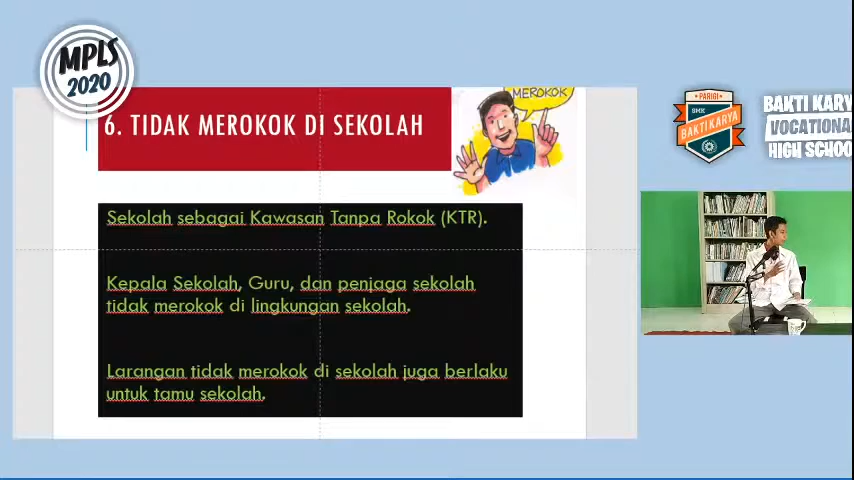 MPLS
2020
6. TIDAK MEROKOK DI SEKOLAH
MEROKOK
Sekolah sebagai Kawasan Tanpa Rokok (KTR).
Kepala Sekolah, Guru, dan penjaga sekolah
tidak merokok di lingkungan sekolah.
Larangan tidak merokok di sekolah juga berlaku
untuk tamu sekolah.
PARIGI
SMK
BAKTI KARYA
BAKTI KARY
VOCATIONA
HIGH SCHOO